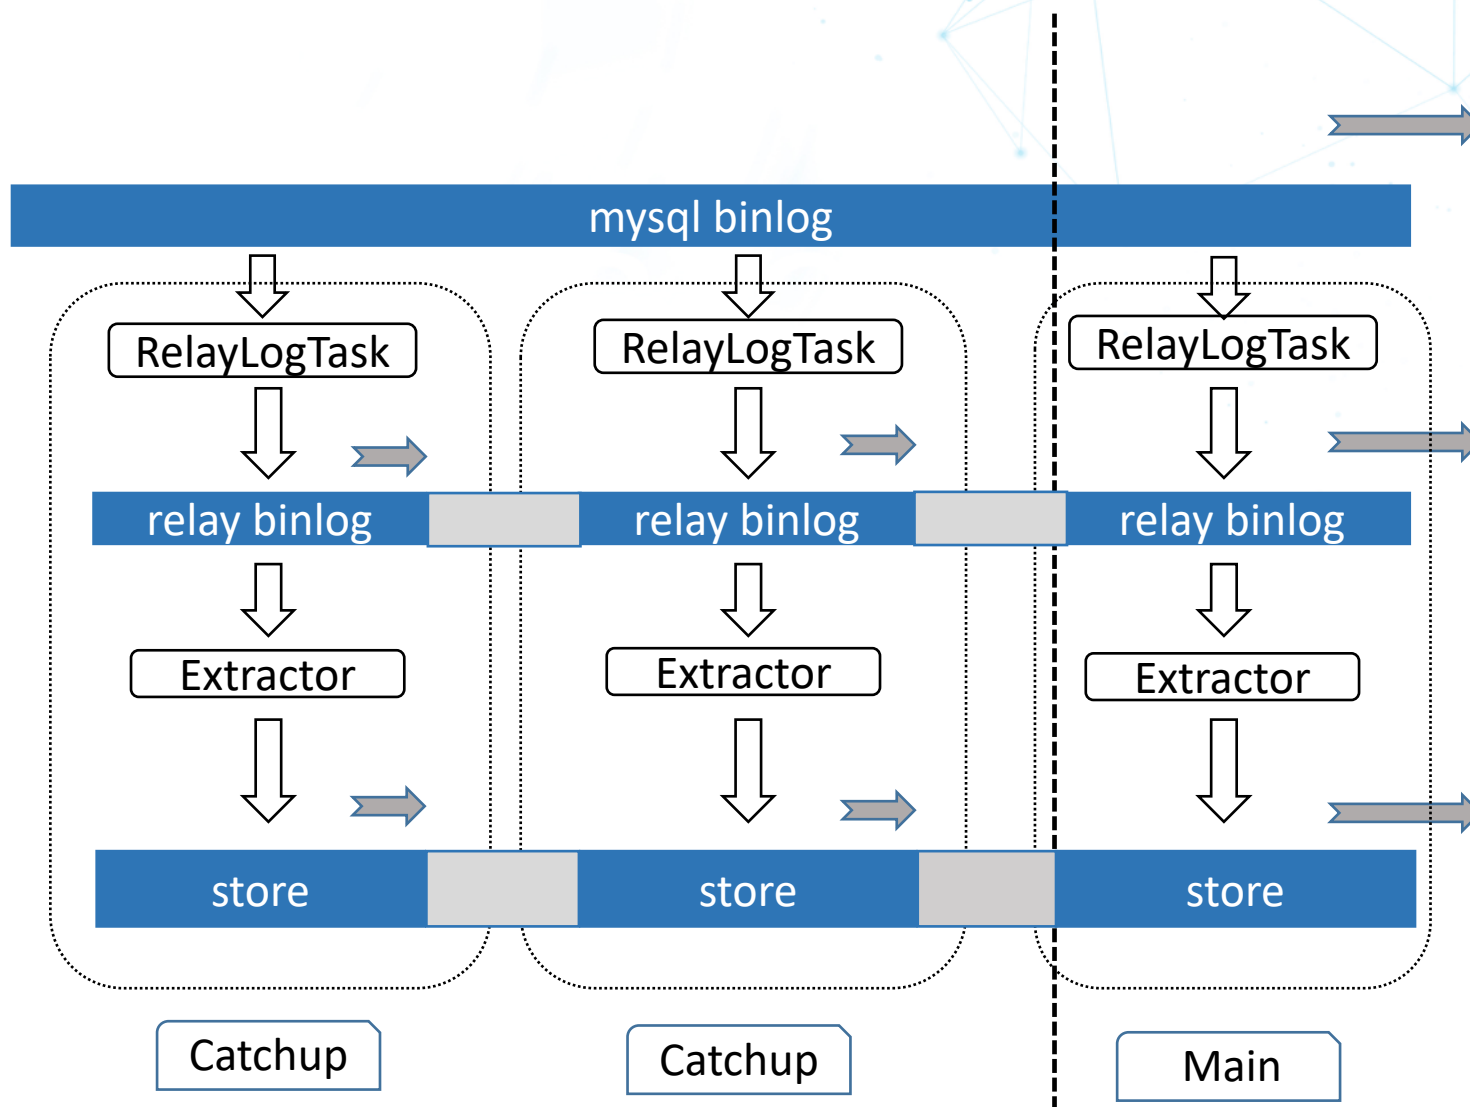 mysql binlog
RelayLogTask
RelayLogTask
RelayLogTask
relay binlog
relay binlog
relay binlog
Extractor
Extractor
Extractor
store
store
store
Catchup
Catchup
Main